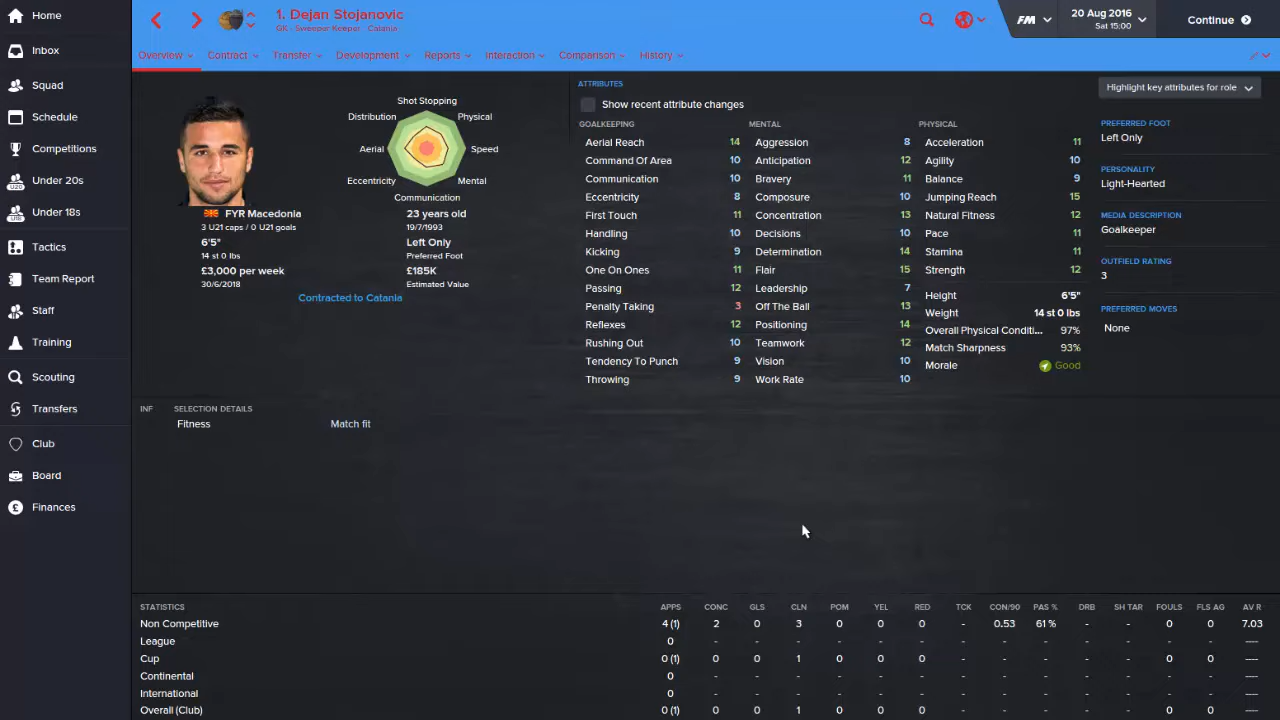 Home
Inbox
Squad
Schedule
Competitions
Under 20s
Under 18s
Tactics
Team Report
Staff
Training
Scouting
Transfers
Club
Board
Finances
1. Dejan Stojanovic
GK - Sweeper Keeper - Catania
FM
20 Aug 2016
Sat 15:00
Continue
Overview Contract Transfer Development Reports Interaction Comparison History
Shot Stopping
Distribution Physical
Aerial Speed
Eccentricity Mental
Communication
FYR Macedonia
3 U21 caps / 0 U21 goals
6'5"
14 st 0 lbs
£3,000 per week
30/6/2018
23 years old
19/7/1993
Left Only
Preferred Foot
£185K
Estimated Value
Contracted to Catania
ATTRIBUTES
Show recent attribute changes
Highlight key attributes for role
GOALKEEPING
Aerial Reach 14
Command Of Area 10
Communication 10
Eccentricity 8
First Touch 11
Handling 10
Kicking 9
One On Ones 11
Passing 12
Penalty Taking 3
Reflexes 12
Rushing Out 10
Tendency To Punch 9
Throwing 9
MENTAL
Aggression 8
Anticipation 12
Bravery 11
Composure 10
Concentration 13
Decisions 10
Determination 14
Flair 15
Leadership 7
Off The Ball 13
Positioning 14
Teamwork 12
Vision 10
Work Rate 10
PHYSICAL
Acceleration 11
Agility 10
Balance 9
Jumping Reach 15
Natural Fitness 12
Pace 11
Stamina 11
Strength 12
Height 6'5"
Weight 14 st 0 lbs
Overall Physical Conditi... 97%
Match Sharpness 93%
Morale Good
PREFERRED FOOT
Left Only
PERSONALITY
Light-Hearted
MEDIA DESCRIPTION
Goalkeeper
OUTFIELD RATING
3
PREFERRED MOVES
None
INF SELECTION DETAILS
Fitness Match fit
STATISTICS APPS CONC GLS CLN POM YEL RED TCK CON/90 PAS % DRB SH TAR FOULS FLS AG AV R
Non Competitive 4 (1) 2 0 3 0 0 0 - 0.53 61 % - - 0 0 7.03
League 0 - - - - - - - - - - - - - ----
Cup 0 (1) 0 0 1 0 0 0 - - - - - 0 0 ----
Continental 0 - - - - - - - - - - - - - ----
International 0 - - - - - - - - - - - - - ----
Overall (Club) 0 (1) 0 0 1 0 0 0 - - - - - 0 0 ----